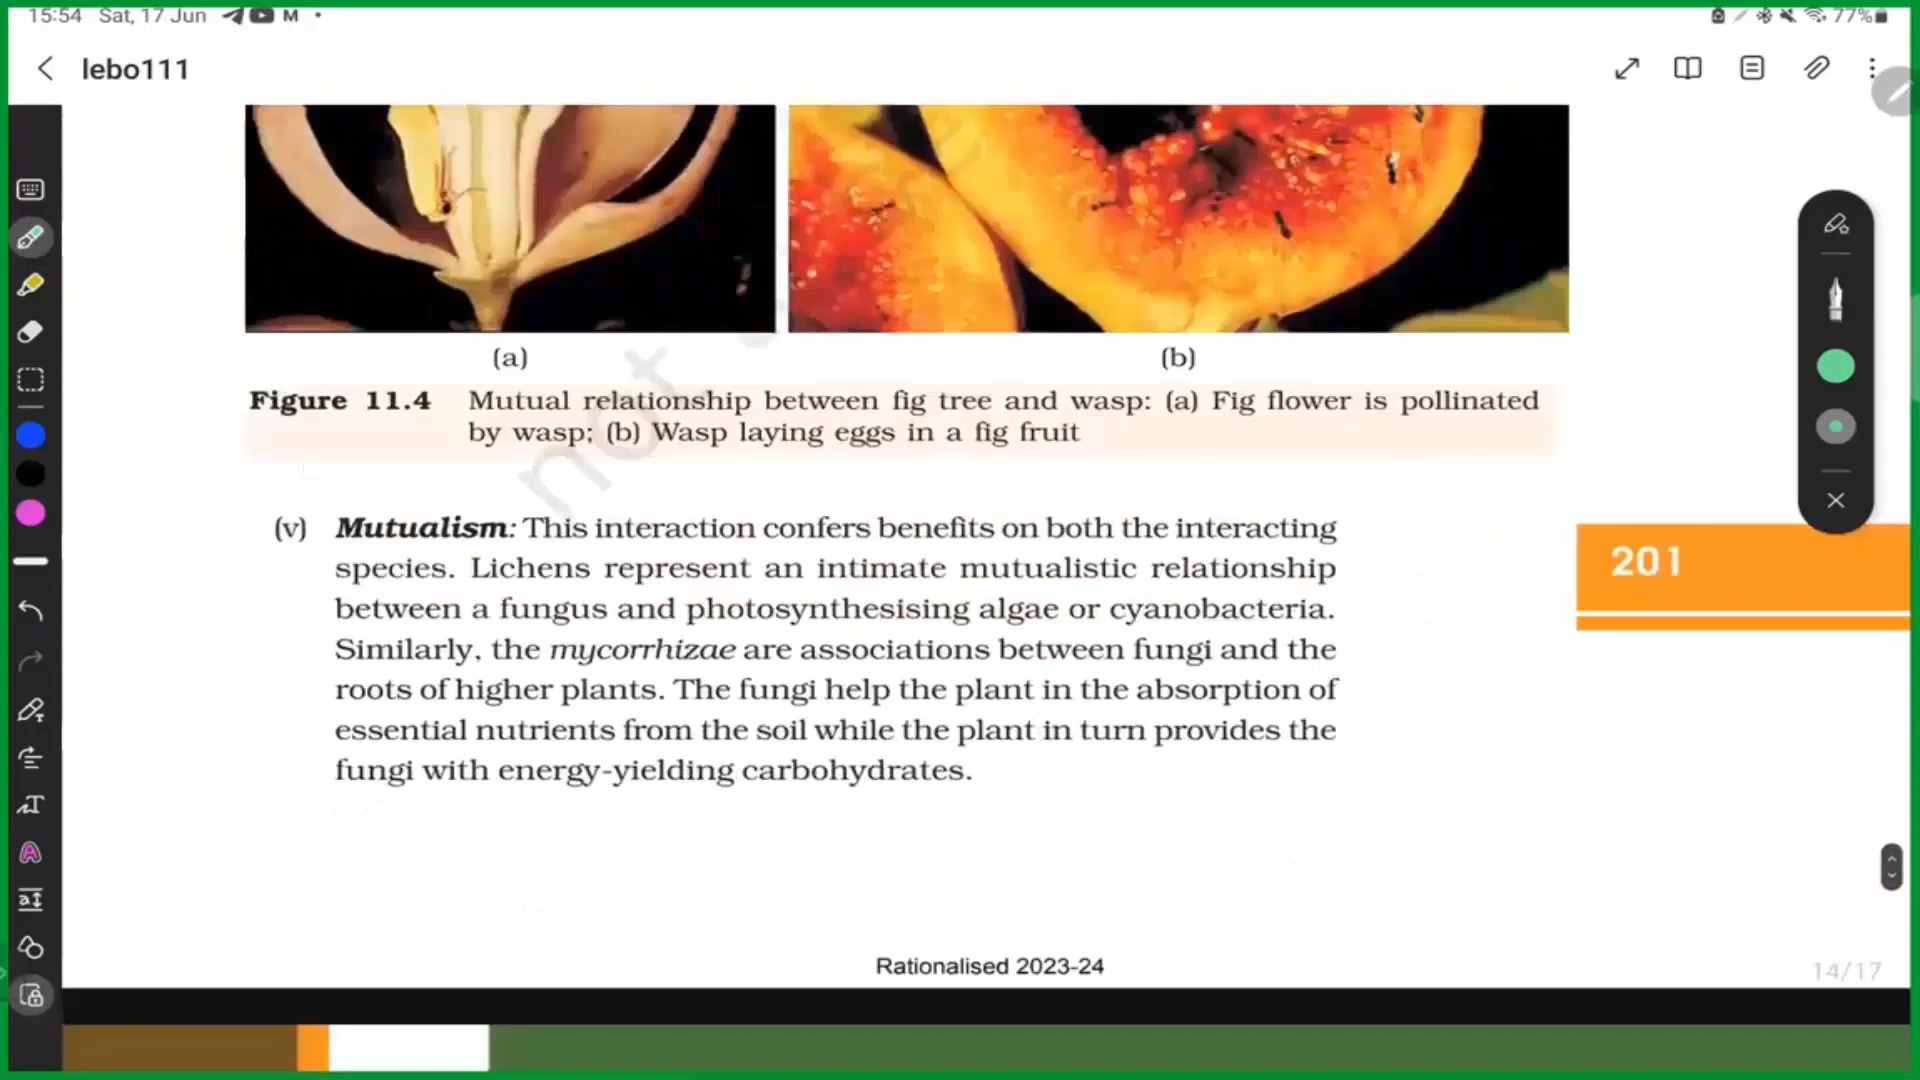 15:54 Sat, 17 Jun M • 77%
lebo111
(a) (b)
Figure 11.4 Mutual relationship between fig tree and wasp: (a) Fig flower is pollinated
by wasp; (b) Wasp laying eggs in a fig fruit
not
(v) Mutualism: This interaction confers benefits on both the interacting
species. Lichens represent an intimate mutualistic relationship
between a fungus and photosynthesising algae or cyanobacteria.
Similarly, the mycorrhizae are associations between fungi and the
roots of higher plants. The fungi help the plant in the absorption of
essential nutrients from the soil while the plant in turn provides the
fungi with energy-yielding carbohydrates.
201
Rationalised 2023-24
14/17